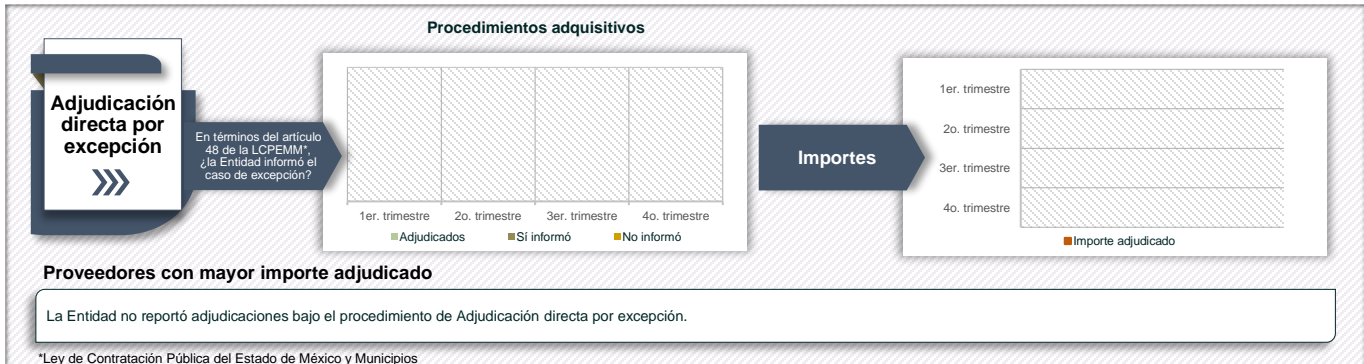 Procedimientos adquisitivos
Adjudicación
directa por
excepción
En términos del artículo
48 de la LCPEMM*,
¿la Entidad informó el
caso de excepción?
1er. trimestre
2o. trimestre
3er. trimestre
4o. trimestre
Adjudicados
Sí informó
No informó
Importes
1er. trimestre
2o. trimestre
3er. trimestre
4o. trimestre
Importe adjudicado
Proveedores con mayor importe adjudicado
La Entidad no reportó adjudicaciones bajo el procedimiento de Adjudicación directa por excepción.
*Ley de Contratación Pública del Estado de México y Municipios